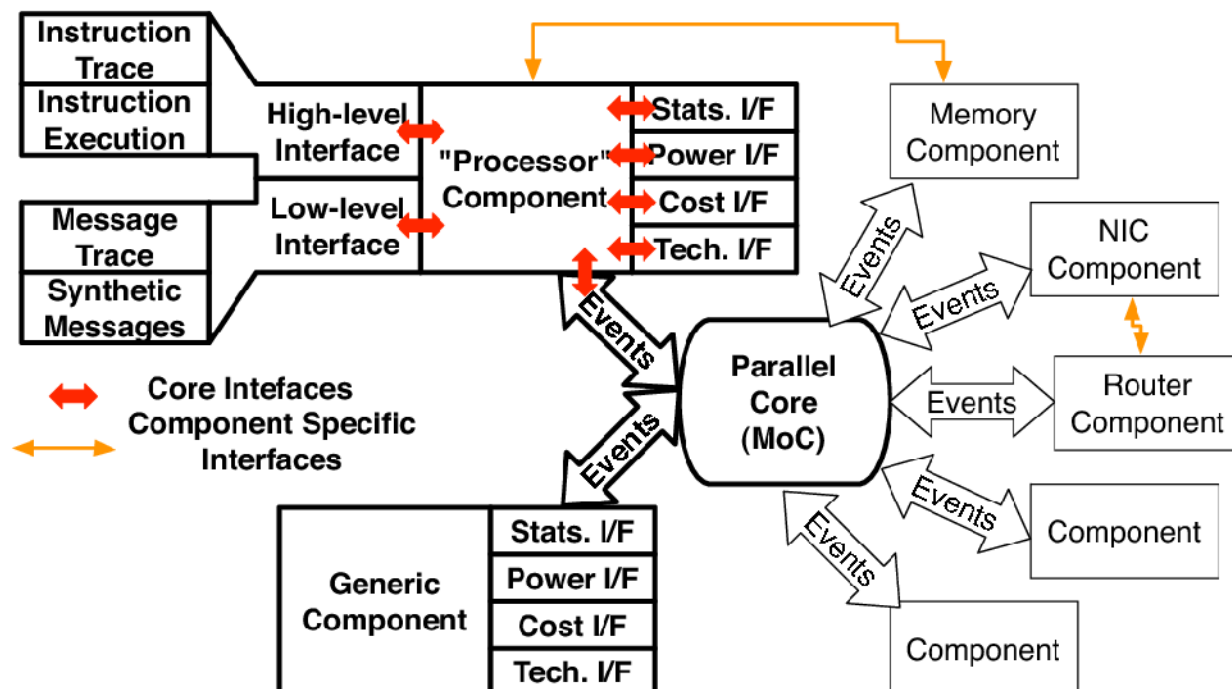 Instruction
Trace
Instruction
Execution
High-level
Interface
"Processor"
Component
Stats. I/F
Power I/F
Cost I/F
Tech. I/F
Low-level
Interface
Message
Trace
Synthetic
Messages
Memory
Component
NIC
Component
Router
Component
Component
Component
Events
Events
Events
Events
Events
Events
Events
Parallel
Core
(MoC)
Core Intefaces
Component Specific
Interfaces
Generic
Component
Stats. I/F
Power I/F
Cost I/F
Tech. I/F